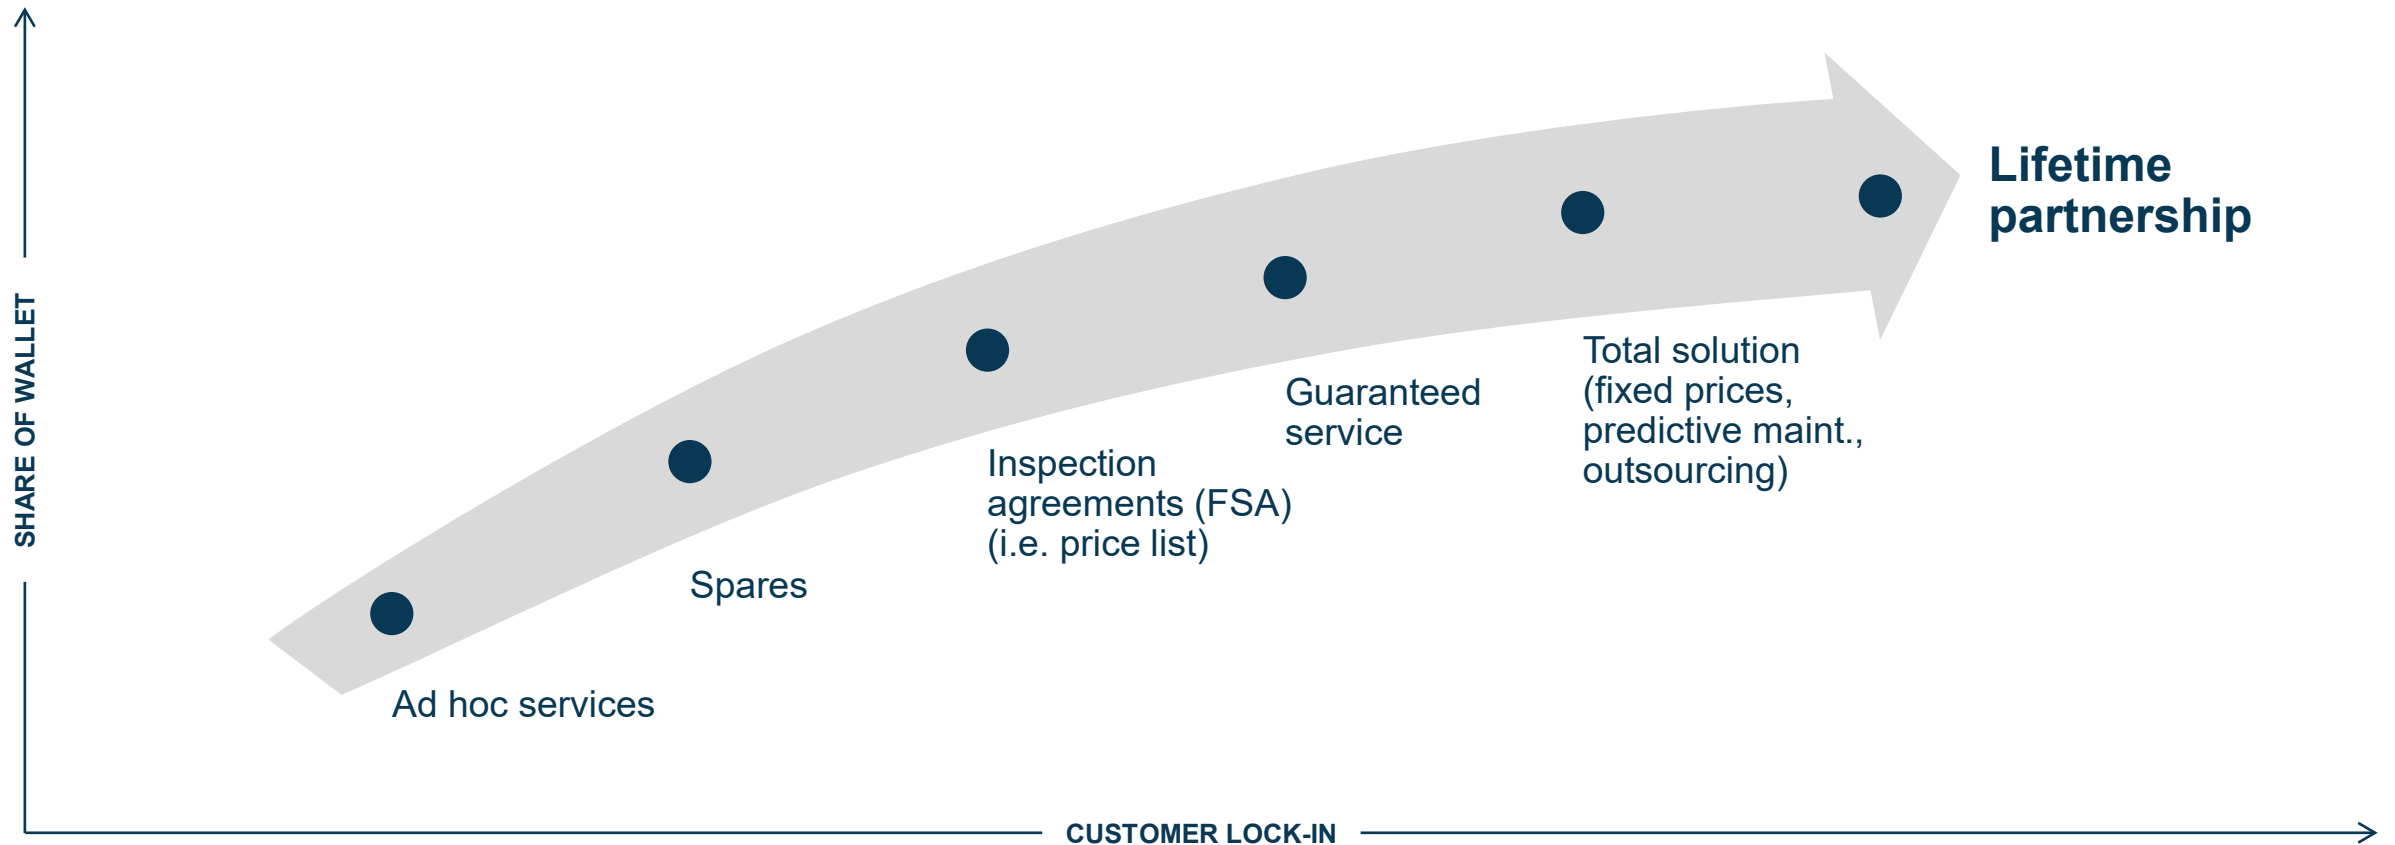 SHARE OF WALLET
Lifetime
partnership
Total solution
(fixed prices,
predictive maint.,
outsourcing)
Guaranteed
service
Inspection
agreements (FSA)
(i.e. price list)
Spares
Ad hoc services
CUSTOMER LOCK-IN